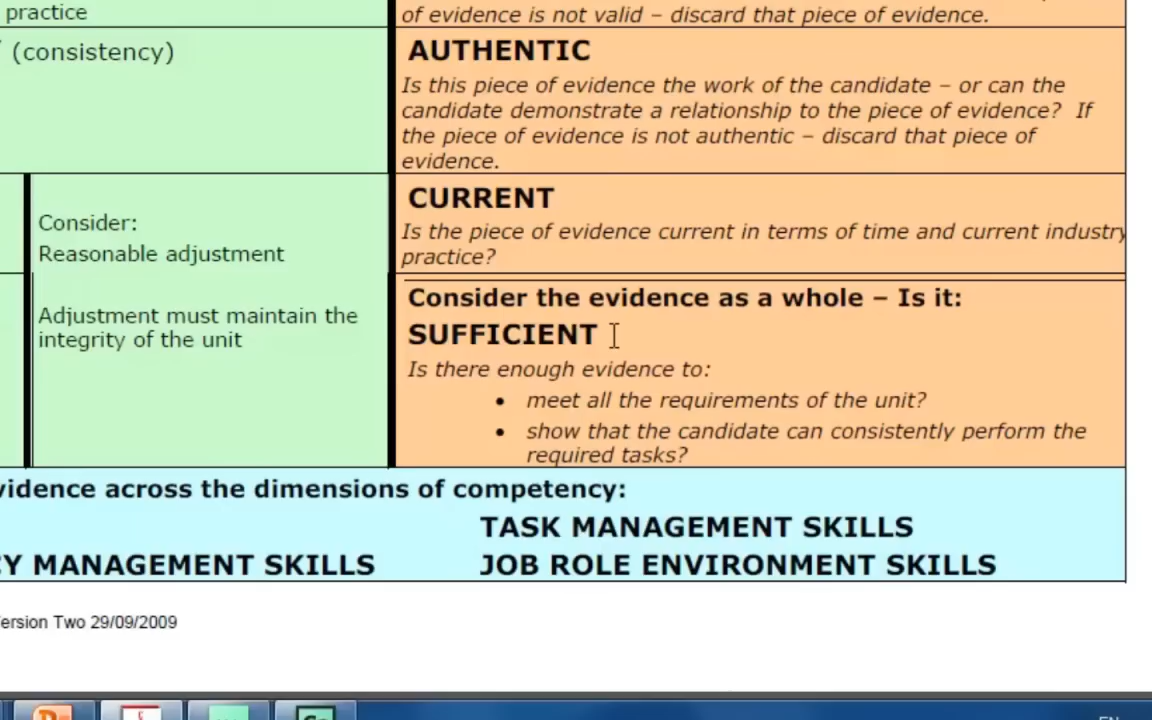 practice
of evidence is not valid – discard that piece of evidence.
(consistency)
AUTHENTIC
Is this piece of evidence the work of the candidate – or can the
candidate demonstrate a relationship to the piece of evidence? If
the piece of evidence is not authentic – discard that piece of
evidence.
Consider:
Reasonable adjustment
Adjustment must maintain the
integrity of the unit
CURRENT
Is the piece of evidence current in terms of time and current industry
practice?
Consider the evidence as a whole – Is it:
SUFFICIENT
Is there enough evidence to:
• meet all the requirements of the unit?
• show that the candidate can consistently perform the
required tasks?
vidence across the dimensions of competency:
TASK MANAGEMENT SKILLS
CY MANAGEMENT SKILLS
JOB ROLE ENVIRONMENT SKILLS
ersion Two 29/09/2009